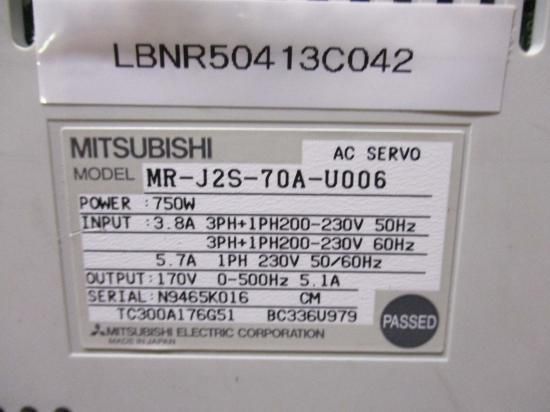 LBNR50413C042
MITSUBISHI AC SERVO
MODEL MR-J2S-70A-U006
POWER : 750W
INPUT : 3.8A 3PH+1PH200-230V 50Hz
3PH+1PH200-230V 60Hz
5.7A 1PH 230V 50/60Hz
OUTPUT: 170V 0-500Hz 5.1A
SERIAL: N9465K016 CM
TC300A176G51 BC336U979
PASSED
MITSUBISHI ELECTRIC CORPORATION
MADE IN JAPAN